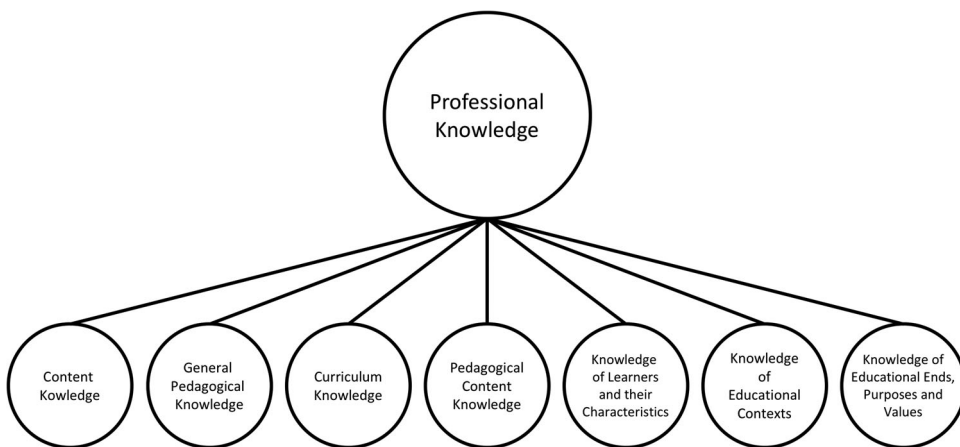 Professional
Knowledge
Content
Kowledge
General
Pedagogical
Knowledge
Curriculum
Knowledge
Pedagogical
Content
Knowledge
Knowledge
of Learners
and their
Characteristics
Knowledge
of
Educational
Contexts
Knowledge of
Educational Ends,
Purposes and
Values